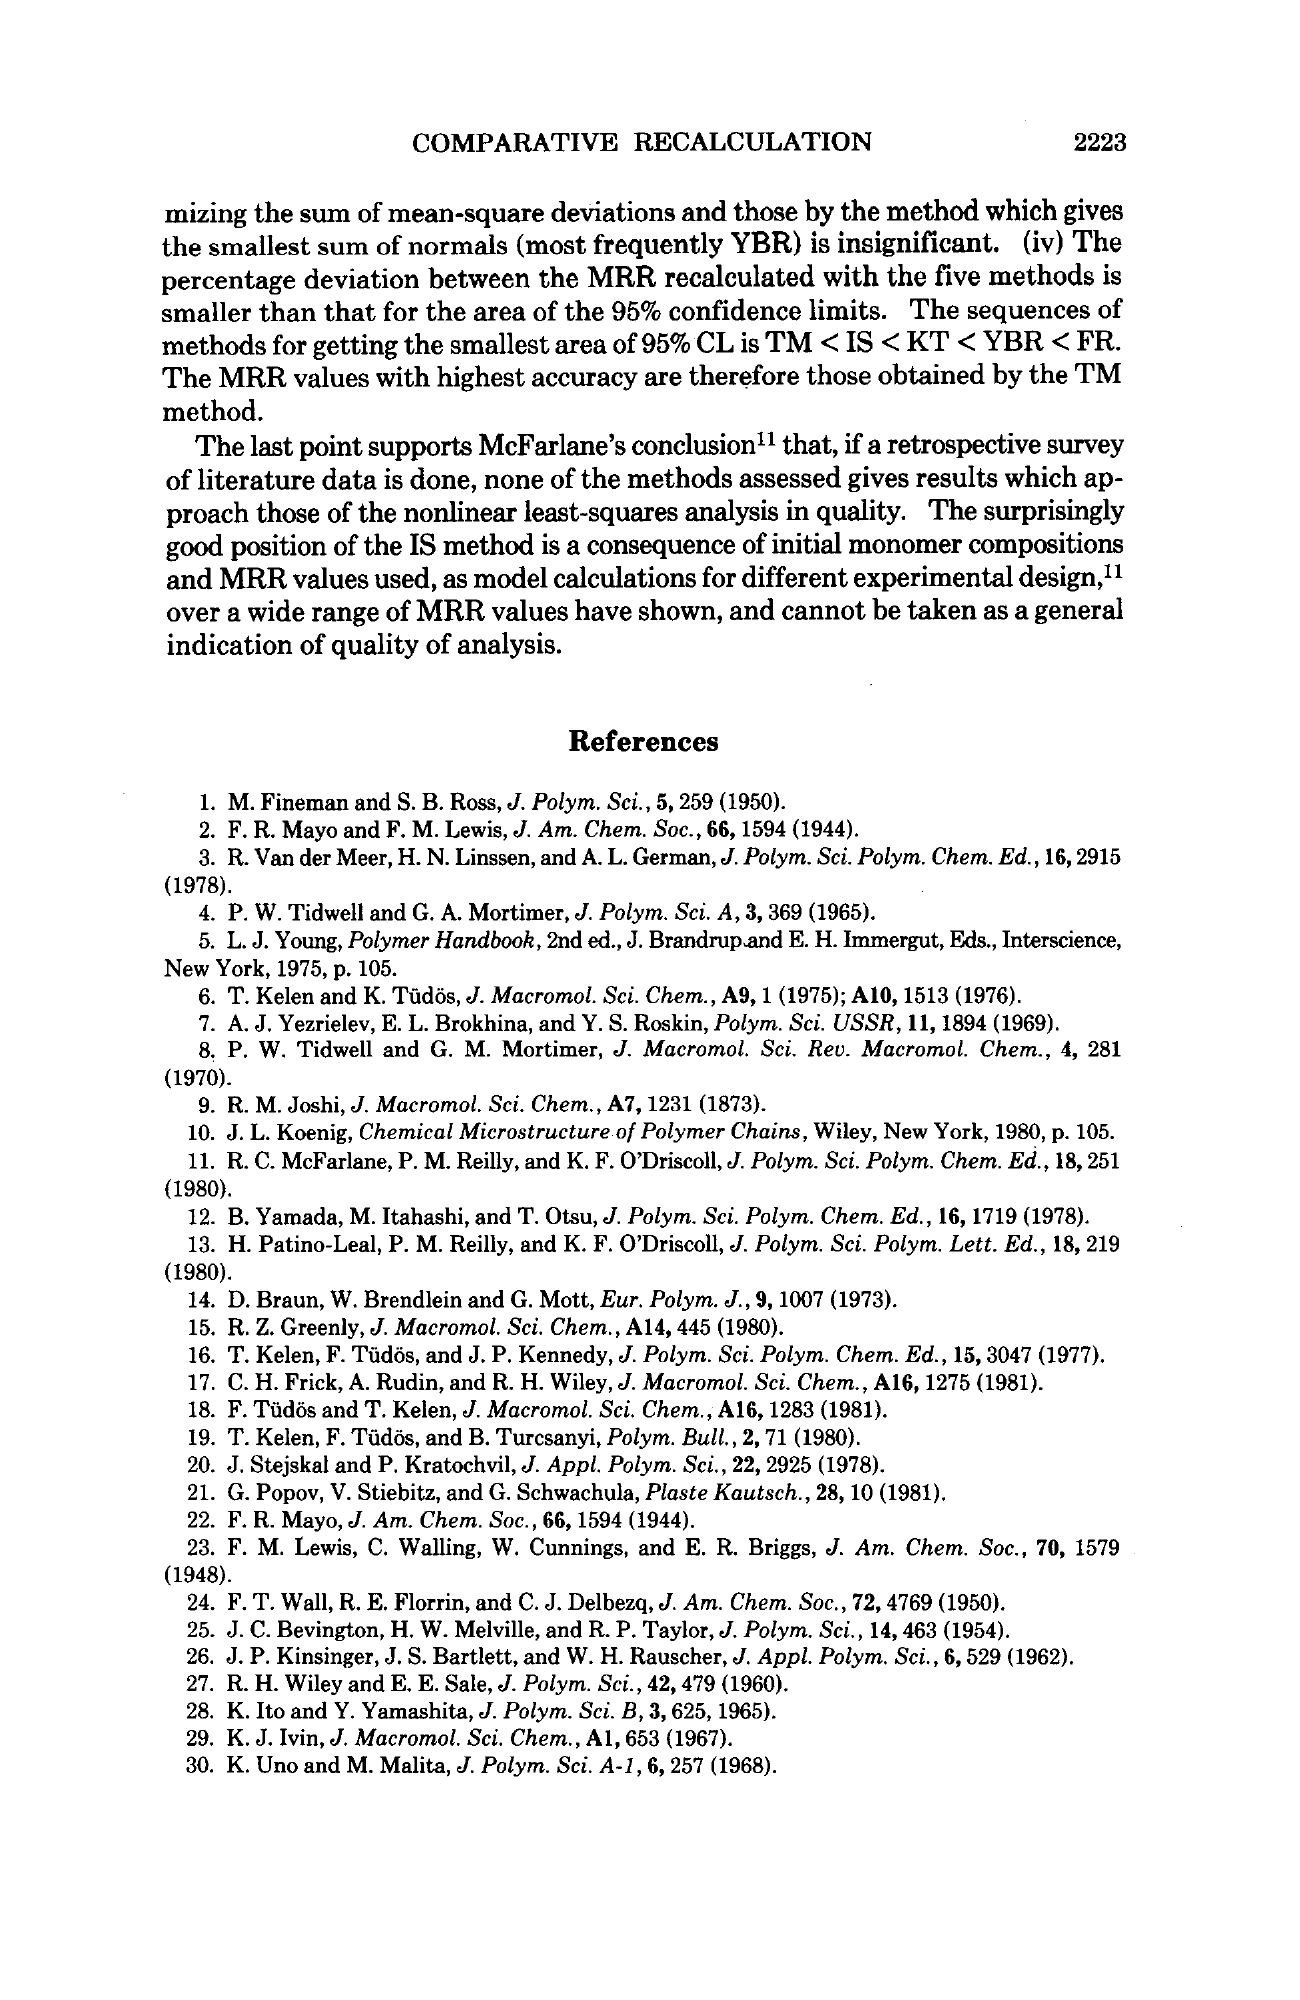 COMPARATIVE RECALCULATION 2223
mizing the sum of mean-square deviations and those by the method which gives
the smallest sum of normals (most frequently YBR) is insignificant. (iv) The
percentage deviation between the MRR recalculated with the five methods is
smaller than that for the area of the 95% confidence limits. The sequences of
methods for getting the smallest area of 95% CL is TM < IS < KT < YBR < FR.
The MRR values with highest accuracy are therefore those obtained by the TM
method.
The last point supports McFarlane's conclusion¹¹ that, if a retrospective survey
of literature data is done, none of the methods assessed gives results which ap-
proach those of the nonlinear least-squares analysis in quality. The surprisingly
good position of the IS method is a consequence of initial monomer compositions
and MRR values used, as model calculations for different experimental design,¹¹
over a wide range of MRR values have shown, and cannot be taken as a general
indication of quality of analysis.
References
1. M. Fineman and S. B. Ross, J. Polym. Sci., 5, 259 (1950).
2. F. R. Mayo and F. M. Lewis, J. Am. Chem. Soc., 66, 1594 (1944).
3. R. Van der Meer, H. N. Linssen, and A. L. German, J. Polym. Sci. Polym. Chem. Ed., 16, 2915
(1978).
4. P. W. Tidwell and G. A. Mortimer, J. Polym. Sci. A, 3, 369 (1965).
5. L. J. Young, Polymer Handbook, 2nd ed., J. Brandrup and E. H. Immergut, Eds., Interscience,
New York, 1975, p. 105.
6. T. Kelen and K. Tüdös, J. Macromol. Sci. Chem., A9, 1 (1975); A10, 1513 (1976).
7. A. J. Yezrielev, E. L. Brokhina, and Y. S. Roskin, Polym. Sci. USSR, 11, 1894 (1969).
8. P. W. Tidwell and G. M. Mortimer, J. Macromol. Sci. Rev. Macromol. Chem., 4, 281
(1970).
9. R. M. Joshi, J. Macromol. Sci. Chem., A7, 1231 (1873).
10. J. L. Koenig, Chemical Microstructure of Polymer Chains, Wiley, New York, 1980, p. 105.
11. R. C. McFarlane, P. M. Reilly, and K. F. O'Driscoll, J. Polym. Sci. Polym. Chem. Ed., 18, 251
(1980).
12. B. Yamada, M. Itahashi, and T. Otsu, J. Polym. Sci. Polym. Chem. Ed., 16, 1719 (1978).
13. H. Patino-Leal, P. M. Reilly, and K. F. O'Driscoll, J. Polym. Sci. Polym. Lett. Ed., 18, 219
(1980).
14. D. Braun, W. Brendlein and G. Mott, Eur. Polym. J., 9, 1007 (1973).
15. R. Z. Greenly, J. Macromol. Sci. Chem., A14, 445 (1980).
16. T. Kelen, F. Tüdös, and J. P. Kennedy, J. Polym. Sci. Polym. Chem. Ed., 15, 3047 (1977).
17. C. H. Frick, A. Rudin, and R. H. Wiley, J. Macromol. Sci. Chem., A16, 1275 (1981).
18. F. Tüdös and T. Kelen, J. Macromol. Sci. Chem., A16, 1283 (1981).
19. T. Kelen, F. Tüdös, and B. Turcsanyi, Polym. Bull., 2, 71 (1980).
20. J. Stejskal and P. Kratochvil, J. Appl. Polym. Sci., 22, 2925 (1978).
21. G. Popov, V. Stiebitz, and G. Schwachula, Plaste Kautsch., 28, 10 (1981).
22. F. R. Mayo, J. Am. Chem. Soc., 66, 1594 (1944).
23. F. M. Lewis, C. Walling, W. Cunnings, and E. R. Briggs, J. Am. Chem. Soc., 70, 1579
(1948).
24. F. T. Wall, R. E. Florrin, and C. J. Delbezq, J. Am. Chem. Soc., 72, 4769 (1950).
25. J. C. Bevington, H. W. Melville, and R. P. Taylor, J. Polym. Sci., 14, 463 (1954).
26. J. P. Kinsinger, J. S. Bartlett, and W. H. Rauscher, J. Appl. Polym. Sci., 6, 529 (1962).
27. R. H. Wiley and E. E. Sale, J. Polym. Sci., 42, 479 (1960).
28. K. Ito and Y. Yamashita, J. Polym. Sci. B, 3, 625, 1965).
29. K. J. Ivin, J. Macromol. Sci. Chem., A1, 653 (1967).
30. K. Uno and M. Malita, J. Polym. Sci. A-1, 6, 257 (1968).